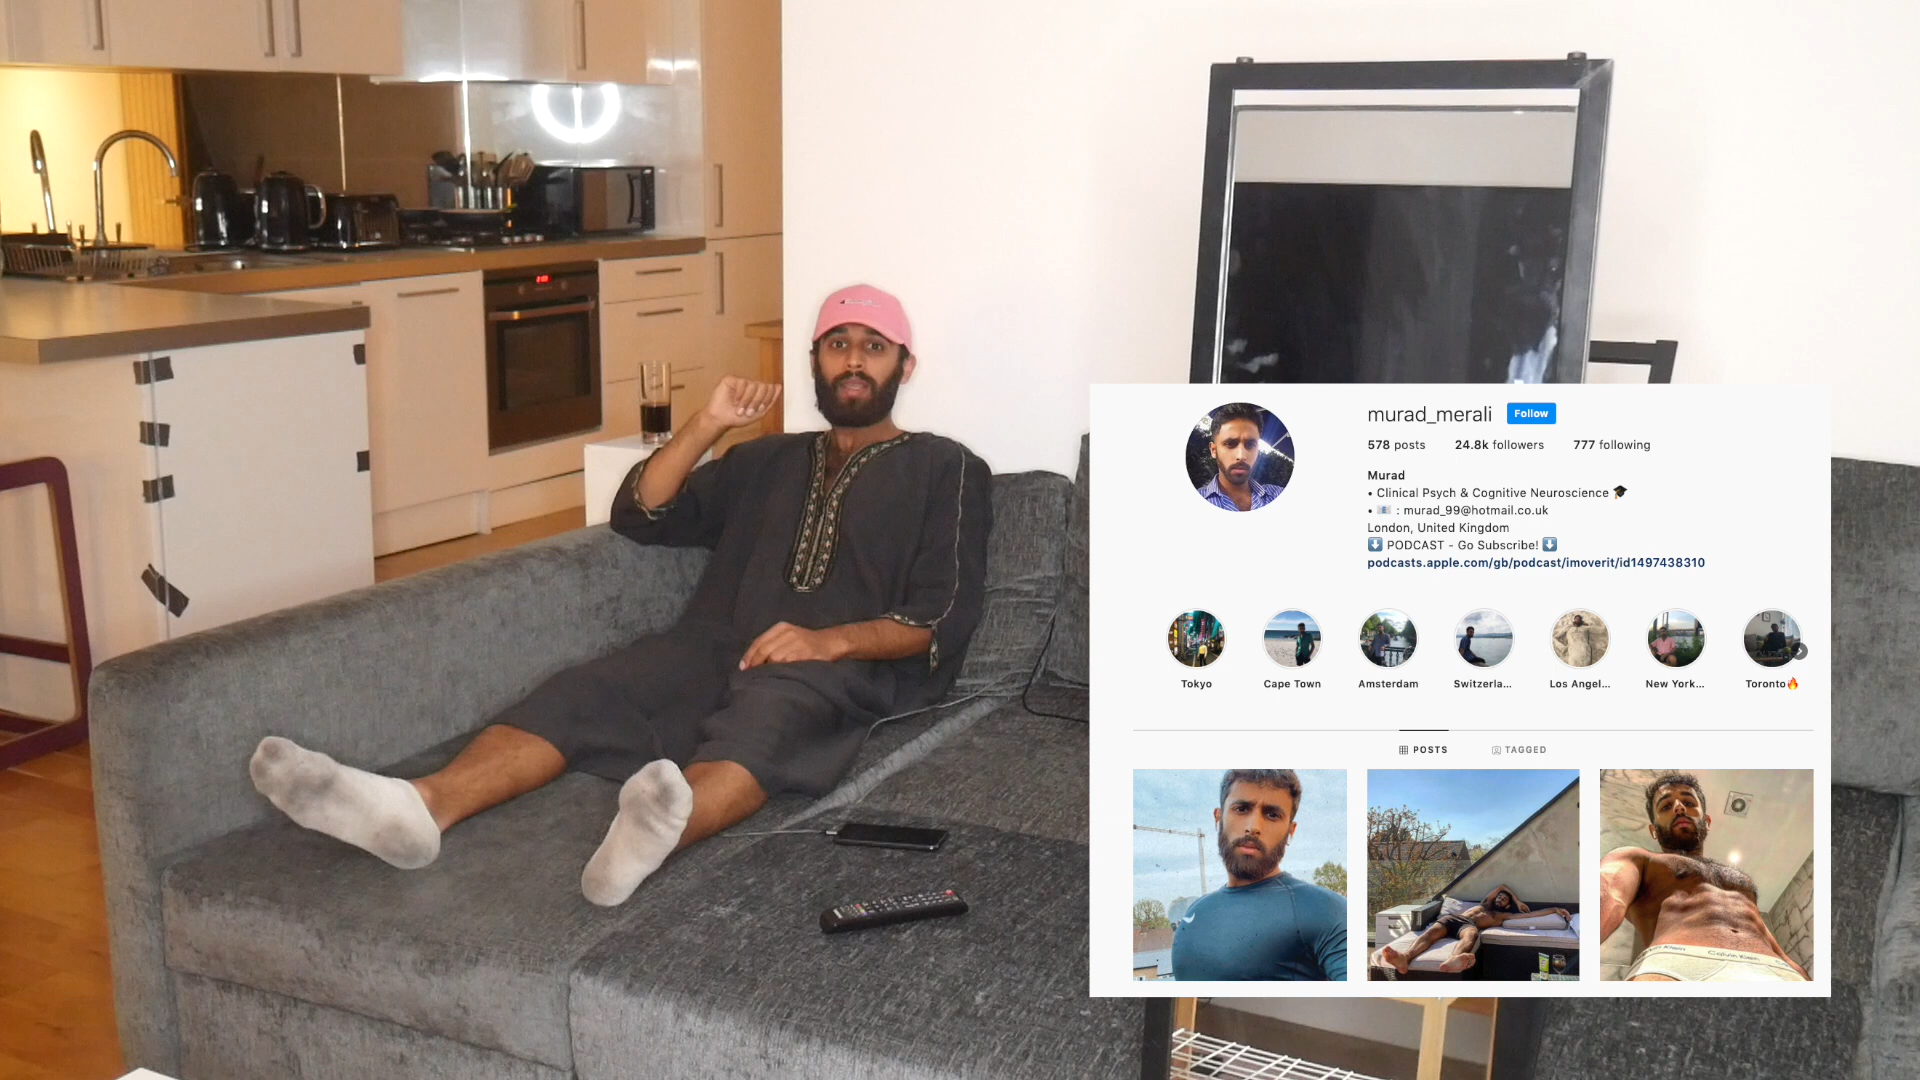 murad_merali Follow
578 posts 24.8k followers 777 following
Murad
• Clinical Psych & Cognitive Neuroscience 🎓
• 📧 : murad_99@hotmail.co.uk
London, United Kingdom
⬇️ PODCAST - Go Subscribe! ⬇️
podcasts.apple.com/gb/podcast/imoverit/id1497438310
Tokyo Cape Town Amsterdam Switzerla... Los Angel... New York... Toronto🔥
POSTS TAGGED
Calvin Klein